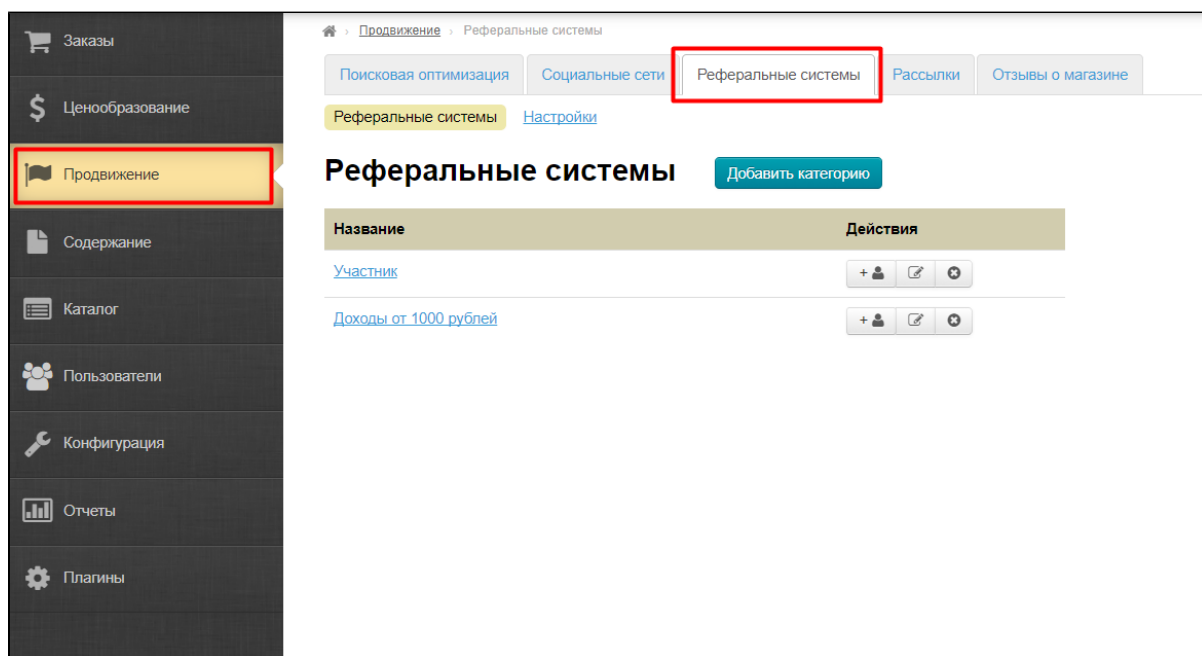 Заказы
Ценообразование
Продвижение
Содержание
Каталог
Пользователи
Конфигурация
Отчеты
Плагины
Продвижение › Реферальные системы
Поисковая оптимизация Социальные сети Реферальные системы Рассылки Отзывы о магазине
Реферальные системы Настройки
Реферальные системы Добавить категорию
Название Действия
Участник
Доходы от 1000 рублей